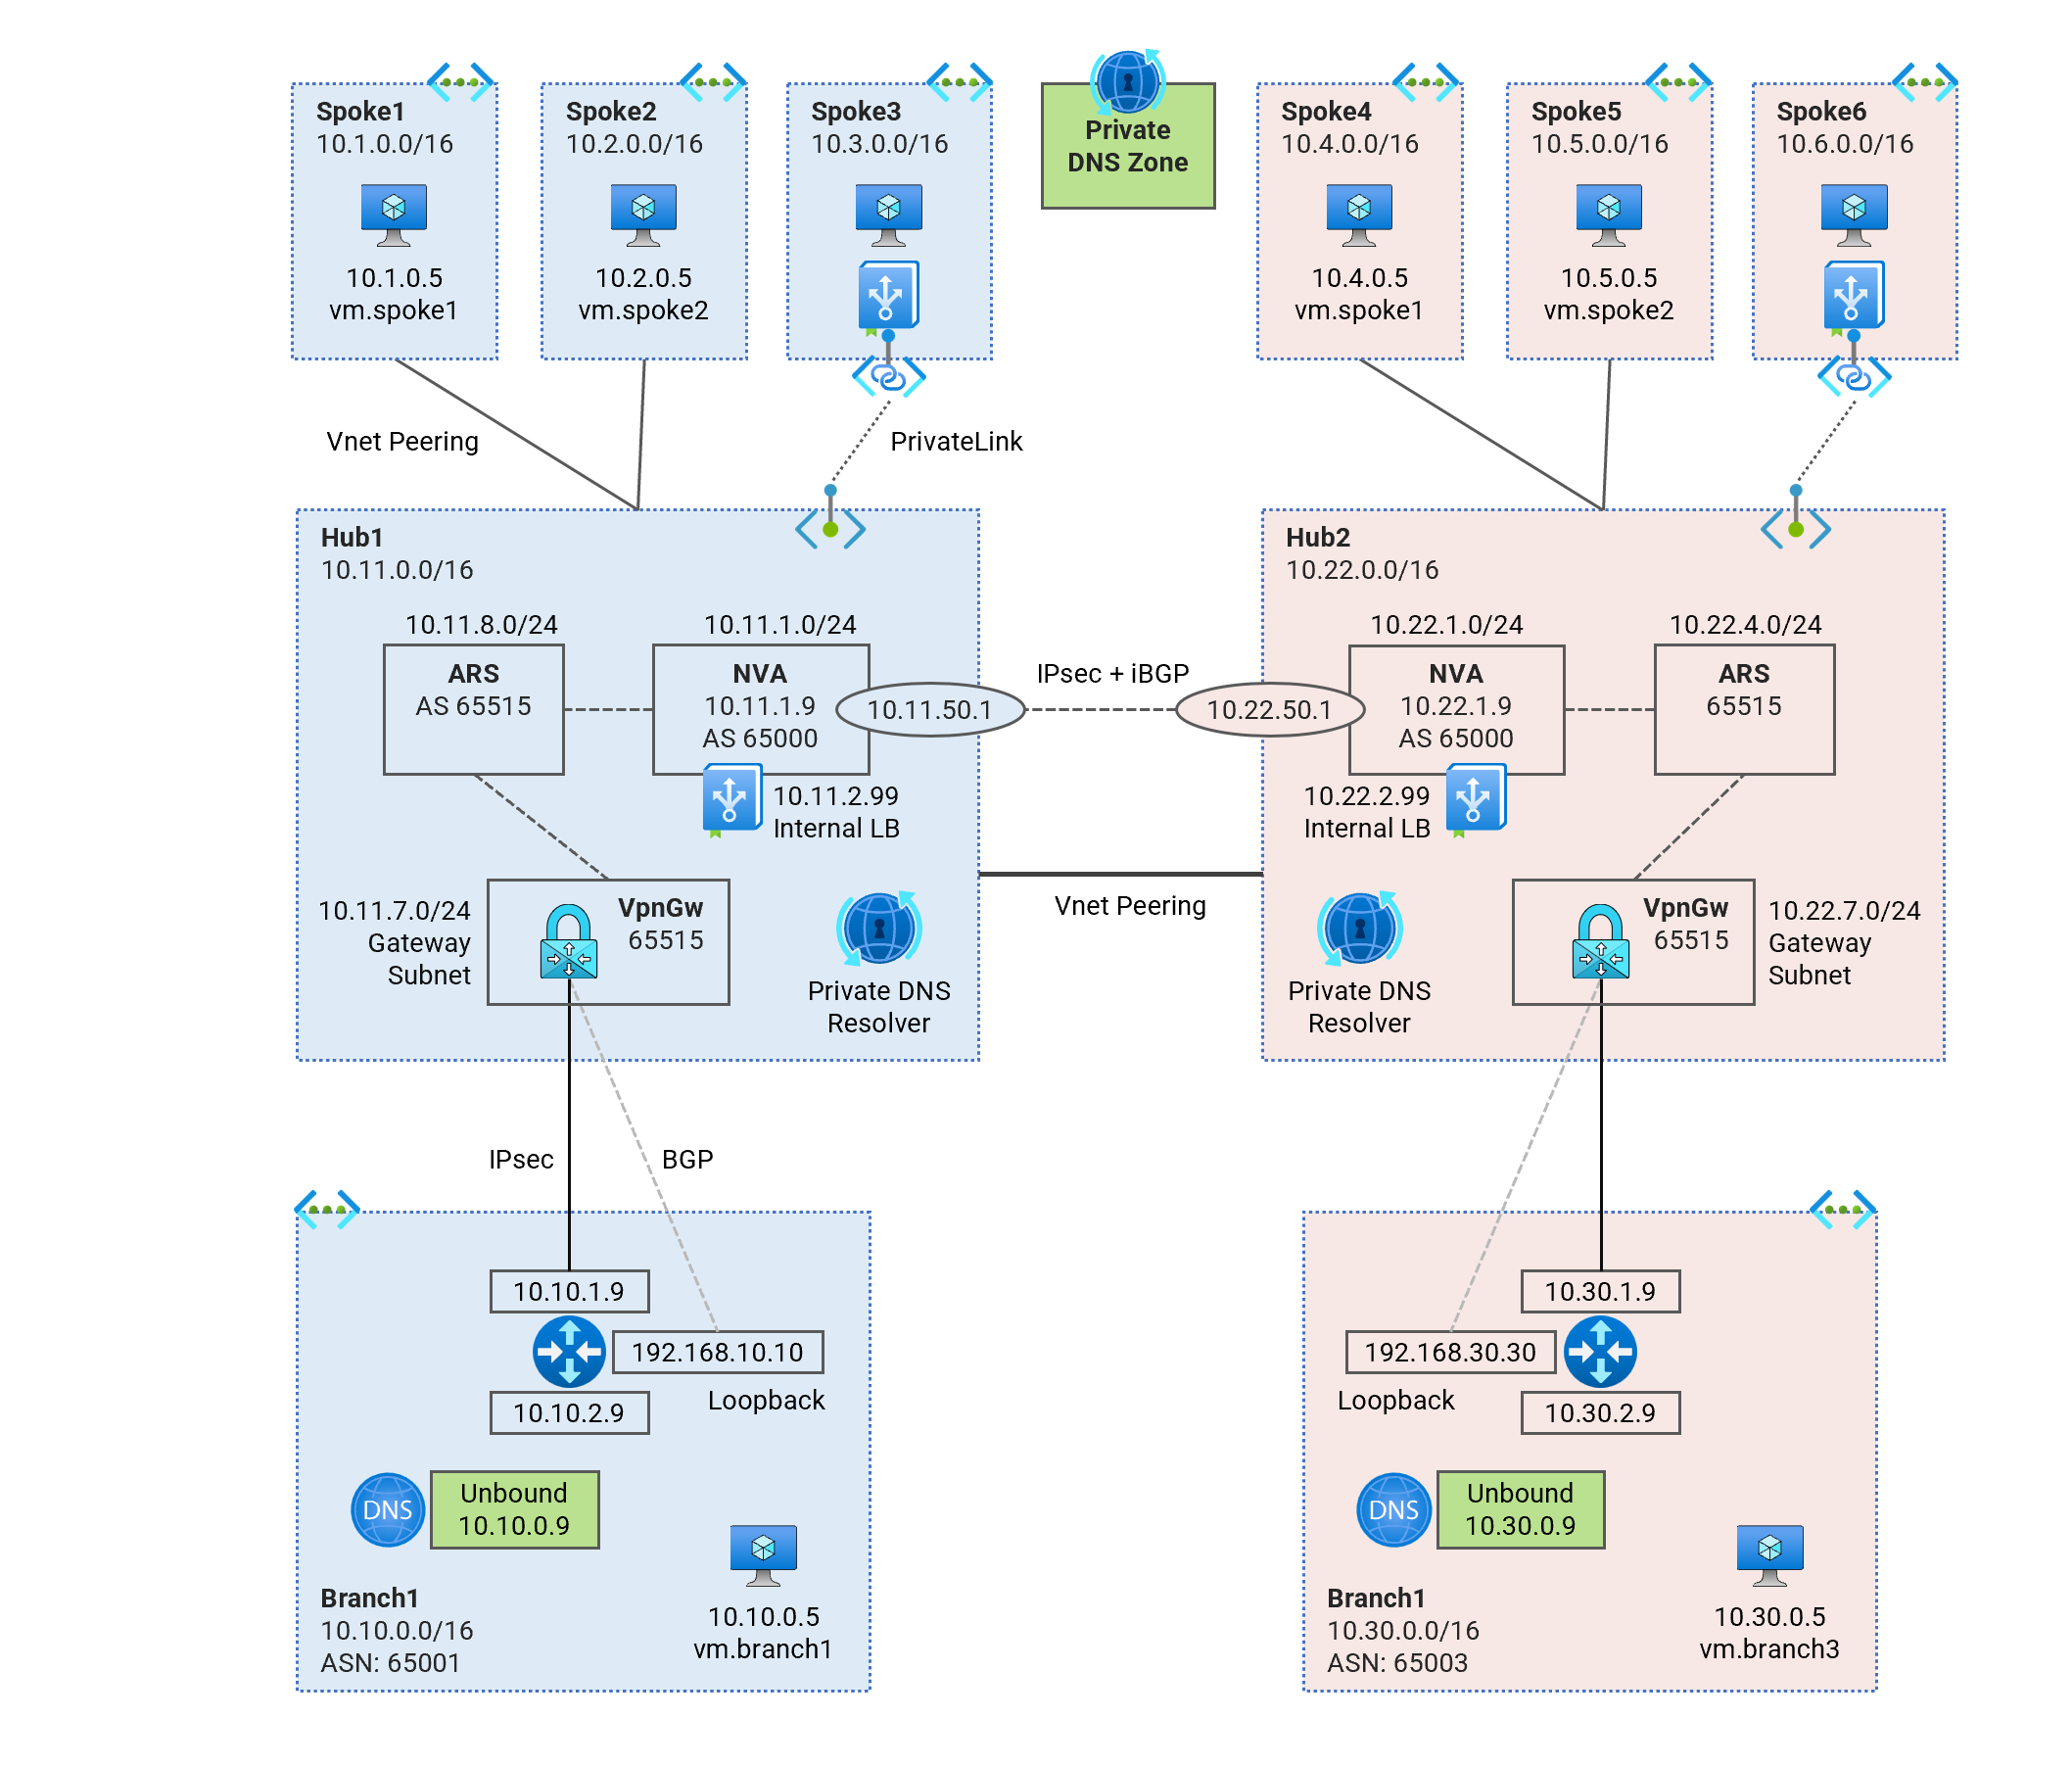 Spoke1
10.1.0.0/16
10.1.0.5
vm.spoke1
Spoke2
10.2.0.0/16
10.2.0.5
vm.spoke2
Spoke3
10.3.0.0/16
Private
DNS Zone
Spoke4
10.4.0.0/16
10.4.0.5
vm.spoke1
Spoke5
10.5.0.0/16
10.5.0.5
vm.spoke2
Spoke6
10.6.0.0/16
Vnet Peering
PrivateLink
Hub1
10.11.0.0/16
10.11.8.0/24
ARS
AS 65515
10.11.1.0/24
NVA
10.11.1.9
AS 65000
10.11.50.1
10.11.2.99
Internal LB
10.11.7.0/24
Gateway
Subnet
VpnGw
65515
Private DNS
Resolver
IPsec + iBGP
Vnet Peering
Hub2
10.22.0.0/16
10.22.50.1
10.22.1.0/24
NVA
10.22.1.9
AS 65000
10.22.4.0/24
ARS
65515
10.22.2.99
Internal LB
Private DNS
Resolver
VpnGw
65515
10.22.7.0/24
Gateway
Subnet
IPsec
BGP
10.10.1.9
192.168.10.10
10.10.2.9
Loopback
DNS
Unbound
10.10.0.9
Branch1
10.10.0.0/16
ASN: 65001
10.10.0.5
vm.branch1
10.30.1.9
192.168.30.30
Loopback
10.30.2.9
DNS
Unbound
10.30.0.9
Branch1
10.30.0.0/16
ASN: 65003
10.30.0.5
vm.branch3